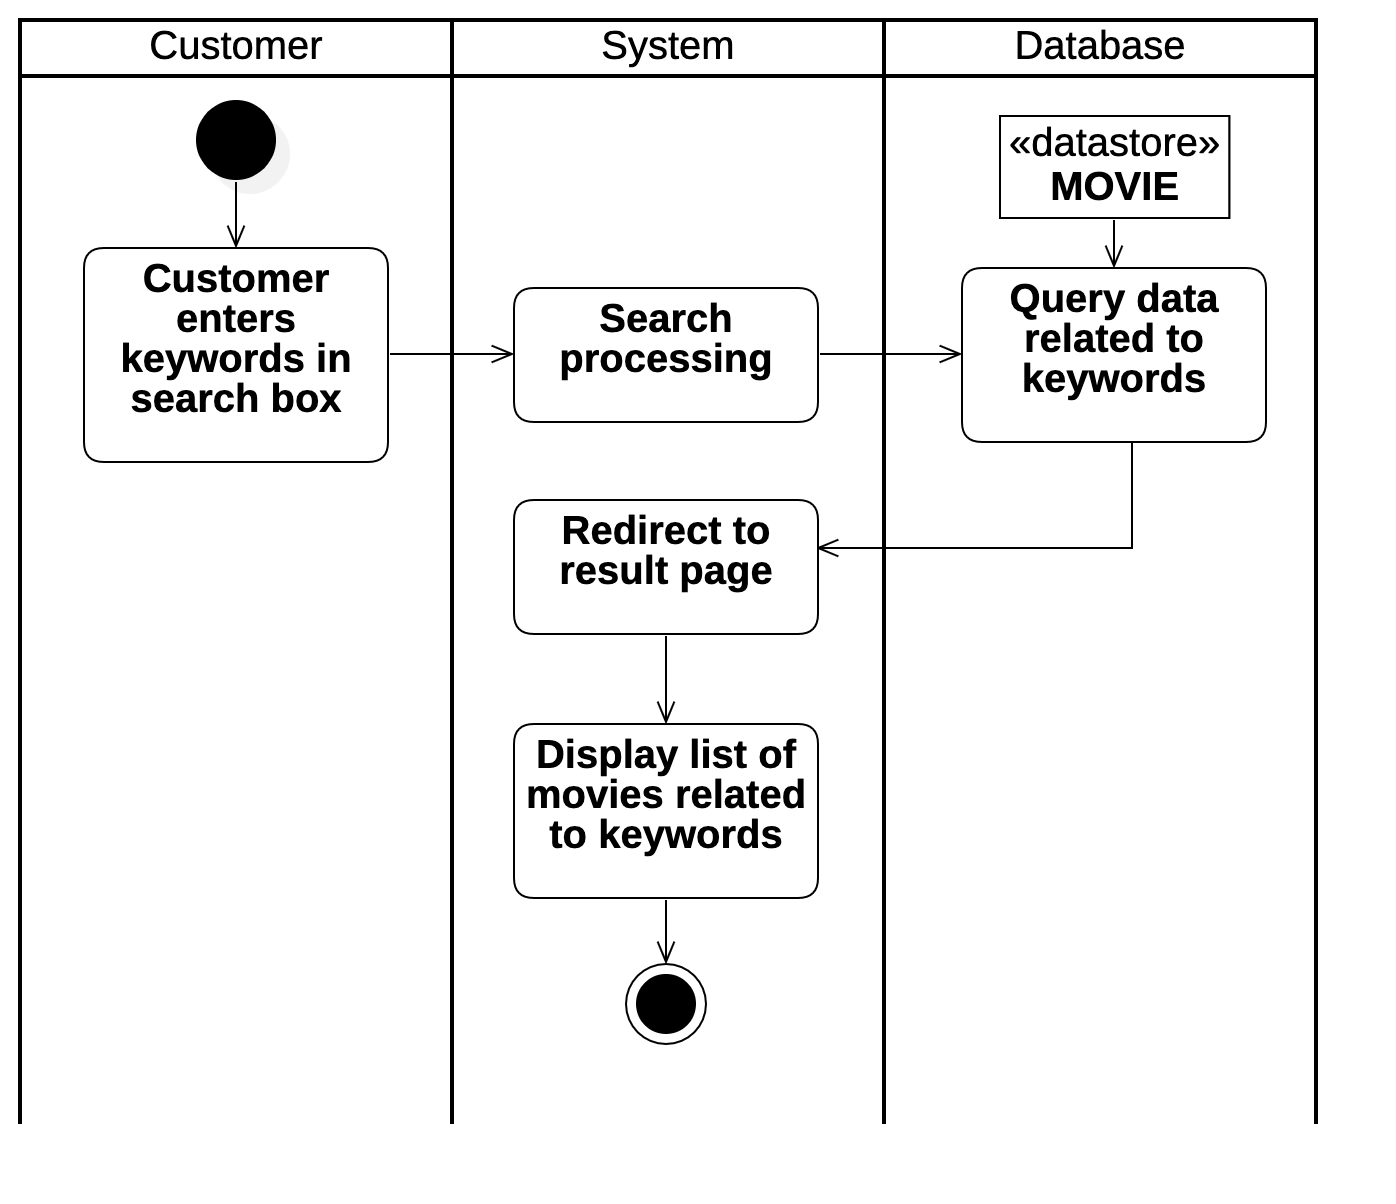 Customer
System
Database
«datastore»
MOVIE
Customer
enters
keywords in
search box
Search
processing
Query data
related to
keywords
Redirect to
result page
Display list of
movies related
to keywords